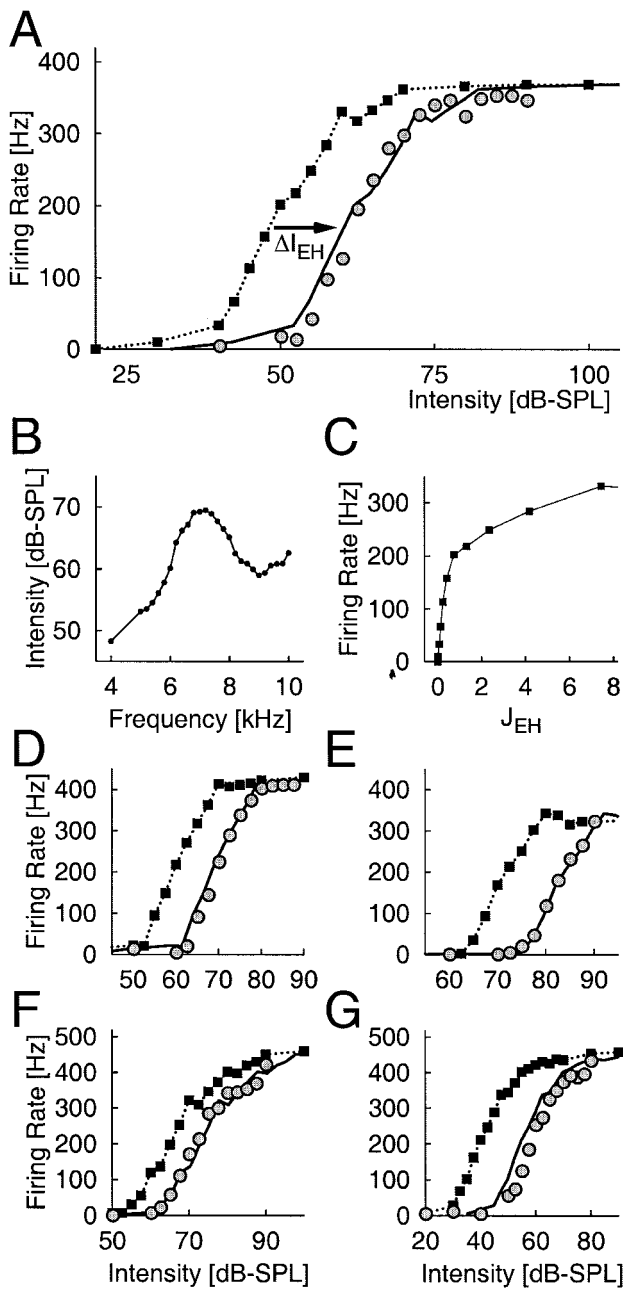 A
Firing Rate [Hz]
400
300
200
100
0
ΔI_EH
25 50 75 100
Intensity [dB-SPL]
B
Intensity [dB-SPL]
70
60
50
4 6 8 10
Frequency [kHz]
C
Firing Rate [Hz]
300
200
100
0
0 2 4 6 8
J_EH
D
Firing Rate [Hz]
400
300
200
100
0
50 60 70 80 90
E
400
300
200
100
0
60 70 80 90
F
Firing Rate [Hz]
500
400
300
200
100
0
50 70 90
Intensity [dB-SPL]
G
500
400
300
200
100
0
20 40 60 80
Intensity [dB-SPL]